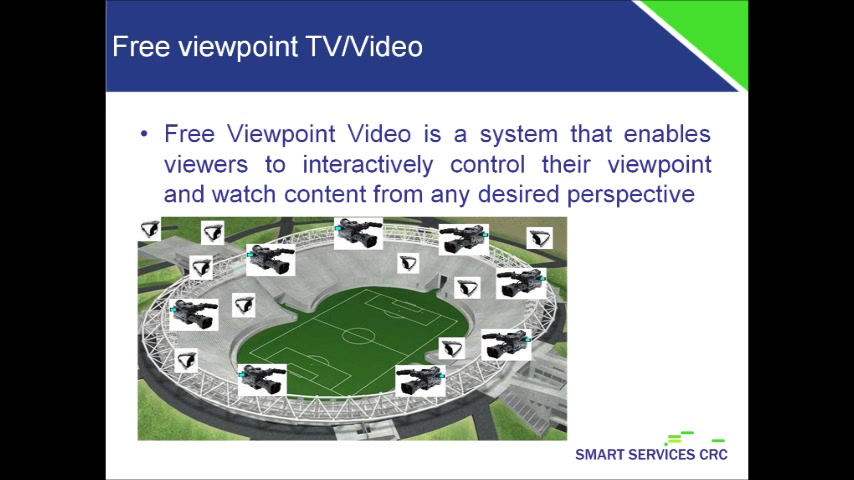 Free viewpoint TV/Video
• Free Viewpoint Video is a system that enables
viewers to interactively control their viewpoint
and watch content from any desired perspective
SMART SERVICES CRC